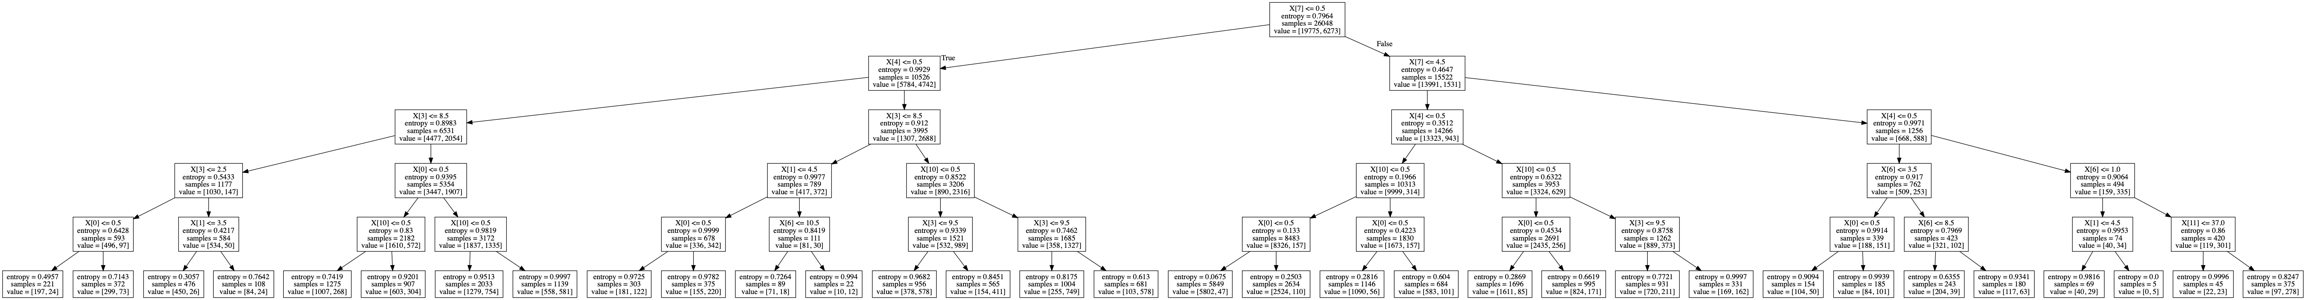 X[7] <= 0.5
entropy = 0.7964
samples = 26048
value = [19775, 6273]
True
False
X[4] <= 0.5
entropy = 0.9929
samples = 10526
value = [5784, 4742]
X[7] <= 4.5
entropy = 0.4647
samples = 15522
value = [13991, 1531]
X[3] <= 8.5
entropy = 0.8983
samples = 6531
value = [4477, 2054]
X[3] <= 8.5
entropy = 0.912
samples = 3995
value = [1307, 2688]
X[4] <= 0.5
entropy = 0.3512
samples = 14266
value = [13323, 943]
X[4] <= 0.5
entropy = 0.9971
samples = 1256
value = [668, 588]
X[3] <= 2.5
entropy = 0.5433
samples = 1177
value = [1030, 147]
X[0] <= 0.5
entropy = 0.9395
samples = 5354
value = [3447, 1907]
X[1] <= 4.5
entropy = 0.9977
samples = 789
value = [417, 372]
X[10] <= 0.5
entropy = 0.8522
samples = 3206
value = [890, 2316]
X[10] <= 0.5
entropy = 0.1966
samples = 10313
value = [9999, 314]
X[10] <= 0.5
entropy = 0.6322
samples = 3953
value = [3324, 629]
X[6] <= 3.5
entropy = 0.917
samples = 762
value = [509, 253]
X[6] <= 1.0
entropy = 0.9064
samples = 494
value = [159, 335]
X[0] <= 0.5
entropy = 0.6428
samples = 593
value = [496, 97]
X[1] <= 3.5
entropy = 0.4217
samples = 584
value = [534, 50]
X[10] <= 0.5
entropy = 0.83
samples = 2182
value = [1610, 572]
X[10] <= 0.5
entropy = 0.9819
samples = 3172
value = [1837, 1335]
X[0] <= 0.5
entropy = 0.9999
samples = 678
value = [336, 342]
X[6] <= 10.5
entropy = 0.8419
samples = 111
value = [81, 30]
X[3] <= 9.5
entropy = 0.9339
samples = 1521
value = [532, 989]
X[3] <= 9.5
entropy = 0.7462
samples = 1685
value = [358, 1327]
X[0] <= 0.5
entropy = 0.133
samples = 8483
value = [8326, 157]
X[0] <= 0.5
entropy = 0.4223
samples = 1830
value = [1673, 157]
X[0] <= 0.5
entropy = 0.4534
samples = 2691
value = [2435, 256]
X[3] <= 9.5
entropy = 0.8758
samples = 1262
value = [889, 373]
X[0] <= 0.5
entropy = 0.9914
samples = 339
value = [188, 151]
X[6] <= 8.5
entropy = 0.7969
samples = 423
value = [321, 102]
X[1] <= 4.5
entropy = 0.9953
samples = 74
value = [40, 34]
X[11] <= 37.0
entropy = 0.86
samples = 420
value = [119, 301]
entropy = 0.4957
samples = 221
value = [197, 24]
entropy = 0.7143
samples = 372
value = [299, 73]
entropy = 0.3057
samples = 476
value = [450, 26]
entropy = 0.7642
samples = 108
value = [84, 24]
entropy = 0.7419
samples = 1275
value = [1007, 268]
entropy = 0.9201
samples = 907
value = [603, 304]
entropy = 0.9513
samples = 2033
value = [1279, 754]
entropy = 0.9997
samples = 1139
value = [558, 581]
entropy = 0.9725
samples = 303
value = [181, 122]
entropy = 0.9782
samples = 375
value = [155, 220]
entropy = 0.7264
samples = 89
value = [71, 18]
entropy = 0.994
samples = 22
value = [10, 12]
entropy = 0.9682
samples = 956
value = [378, 578]
entropy = 0.8451
samples = 565
value = [154, 411]
entropy = 0.8175
samples = 1004
value = [255, 749]
entropy = 0.613
samples = 681
value = [103, 578]
entropy = 0.0675
samples = 5849
value = [5802, 47]
entropy = 0.2503
samples = 2634
value = [2524, 110]
entropy = 0.2816
samples = 1146
value = [1090, 56]
entropy = 0.604
samples = 684
value = [583, 101]
entropy = 0.2869
samples = 1696
value = [1611, 85]
entropy = 0.6619
samples = 995
value = [824, 171]
entropy = 0.7721
samples = 931
value = [720, 211]
entropy = 0.9997
samples = 331
value = [169, 162]
entropy = 0.9094
samples = 154
value = [104, 50]
entropy = 0.9939
samples = 185
value = [84, 101]
entropy = 0.6355
samples = 243
value = [204, 39]
entropy = 0.9341
samples = 180
value = [117, 63]
entropy = 0.9816
samples = 69
value = [40, 29]
entropy = 0.0
samples = 5
value = [0, 5]
entropy = 0.9996
samples = 45
value = [22, 23]
entropy = 0.8247
samples = 375
value = [97, 278]